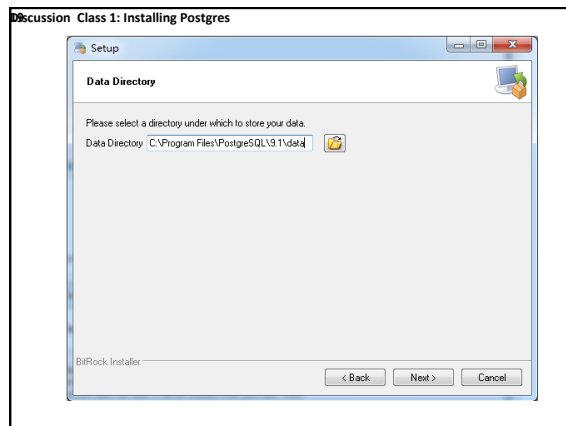 Discussion Class 1: Installing Postgres
Setup
Data Directory
Please select a directory under which to store your data.
Data Directory C:\Program Files\PostgreSQL\9.1\data
BitRock Installer
< Back Next > Cancel